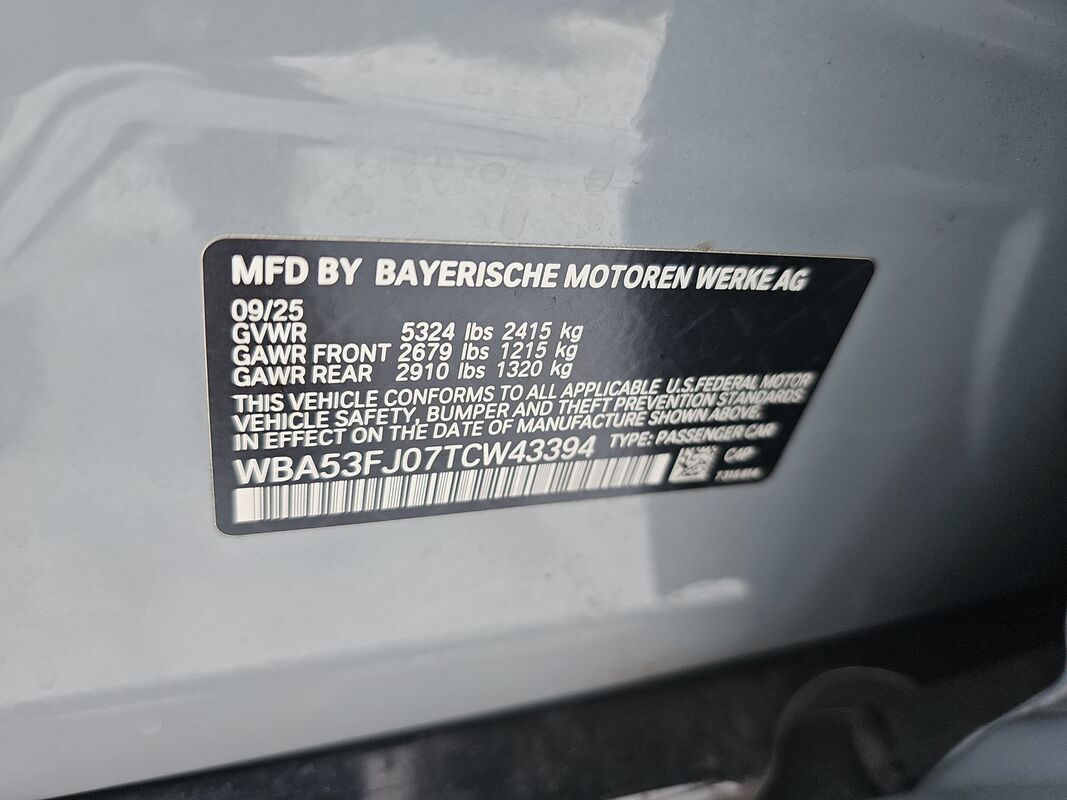 MFD BY BAYERISCHE MOTOREN WERKE AG
09/25
GVWR 5324 lbs 2415 kg
GAWR FRONT 2679 lbs 1215 kg
GAWR REAR 2910 lbs 1320 kg
THIS VEHICLE CONFORMS TO ALL APPLICABLE U.S.FEDERAL MOTOR
VEHICLE SAFETY, BUMPER AND THEFT PREVENTION STANDARDS
IN EFFECT ON THE DATE OF MANUFACTURE SHOWN ABOVE.
WBA53FJ07TCW43394 TYPE: PASSENGER CAR